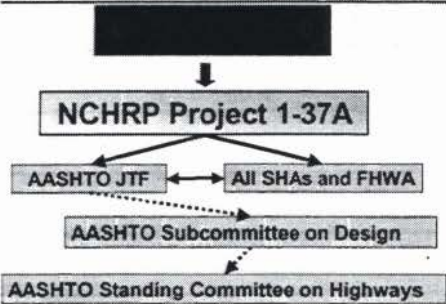 NCHRP Project 1-37A
AASHTO JTF
All SHAs and FHWA
AASHTO Subcommittee on Design
AASHTO Standing Committee on Highways